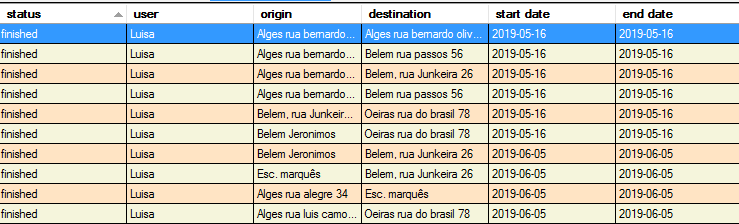 status user origin destination start date end date
finished Luisa Alges rua bernardo... Alges rua bernardo oliv... 2019-05-16 2019-05-16
finished Luisa Alges rua bernardo... Belem rua passos 56 2019-05-16 2019-05-16
finished Luisa Alges rua bernardo... Belem, rua Junkeira 26 2019-05-16 2019-05-16
finished Luisa Alges rua bernardo... Belem rua passos 56 2019-05-16 2019-05-16
finished Luisa Belem, rua Junkeir... Oeiras rua do brasil 78 2019-05-16 2019-05-16
finished Luisa Belem Jeronimos Oeiras rua do brasil 78 2019-05-16 2019-05-16
finished Luisa Belem Jeronimos Belem, rua Junkeira 26 2019-06-05 2019-06-05
finished Luisa Esc. marquês Belem, rua Junkeira 26 2019-06-05 2019-06-05
finished Luisa Alges rua alegre 34 Esc. marquês 2019-06-05 2019-06-05
finished Luisa Alges rua luis camo... Oeiras rua do brasil 78 2019-06-05 2019-06-05